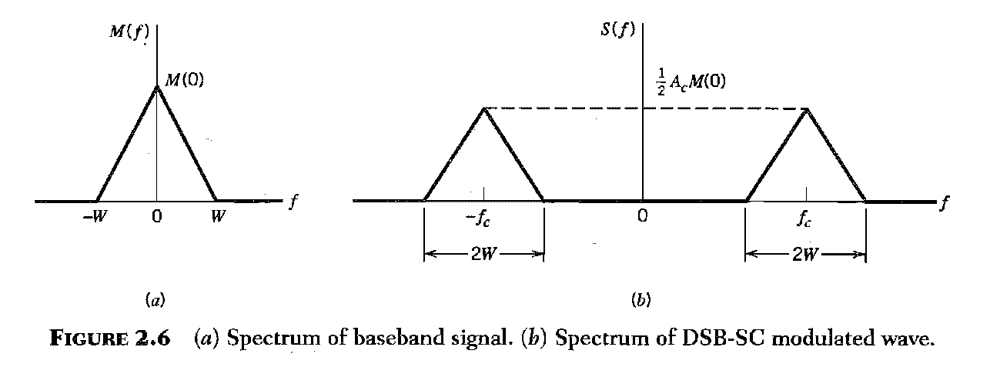 M(f)
M(0)
-W 0 W f
(a)
S(f)
1/2 A_c M(0)
-f_c 0 f_c f
2W 2W
(b)
FIGURE 2.6 (a) Spectrum of baseband signal. (b) Spectrum of DSB-SC modulated wave.